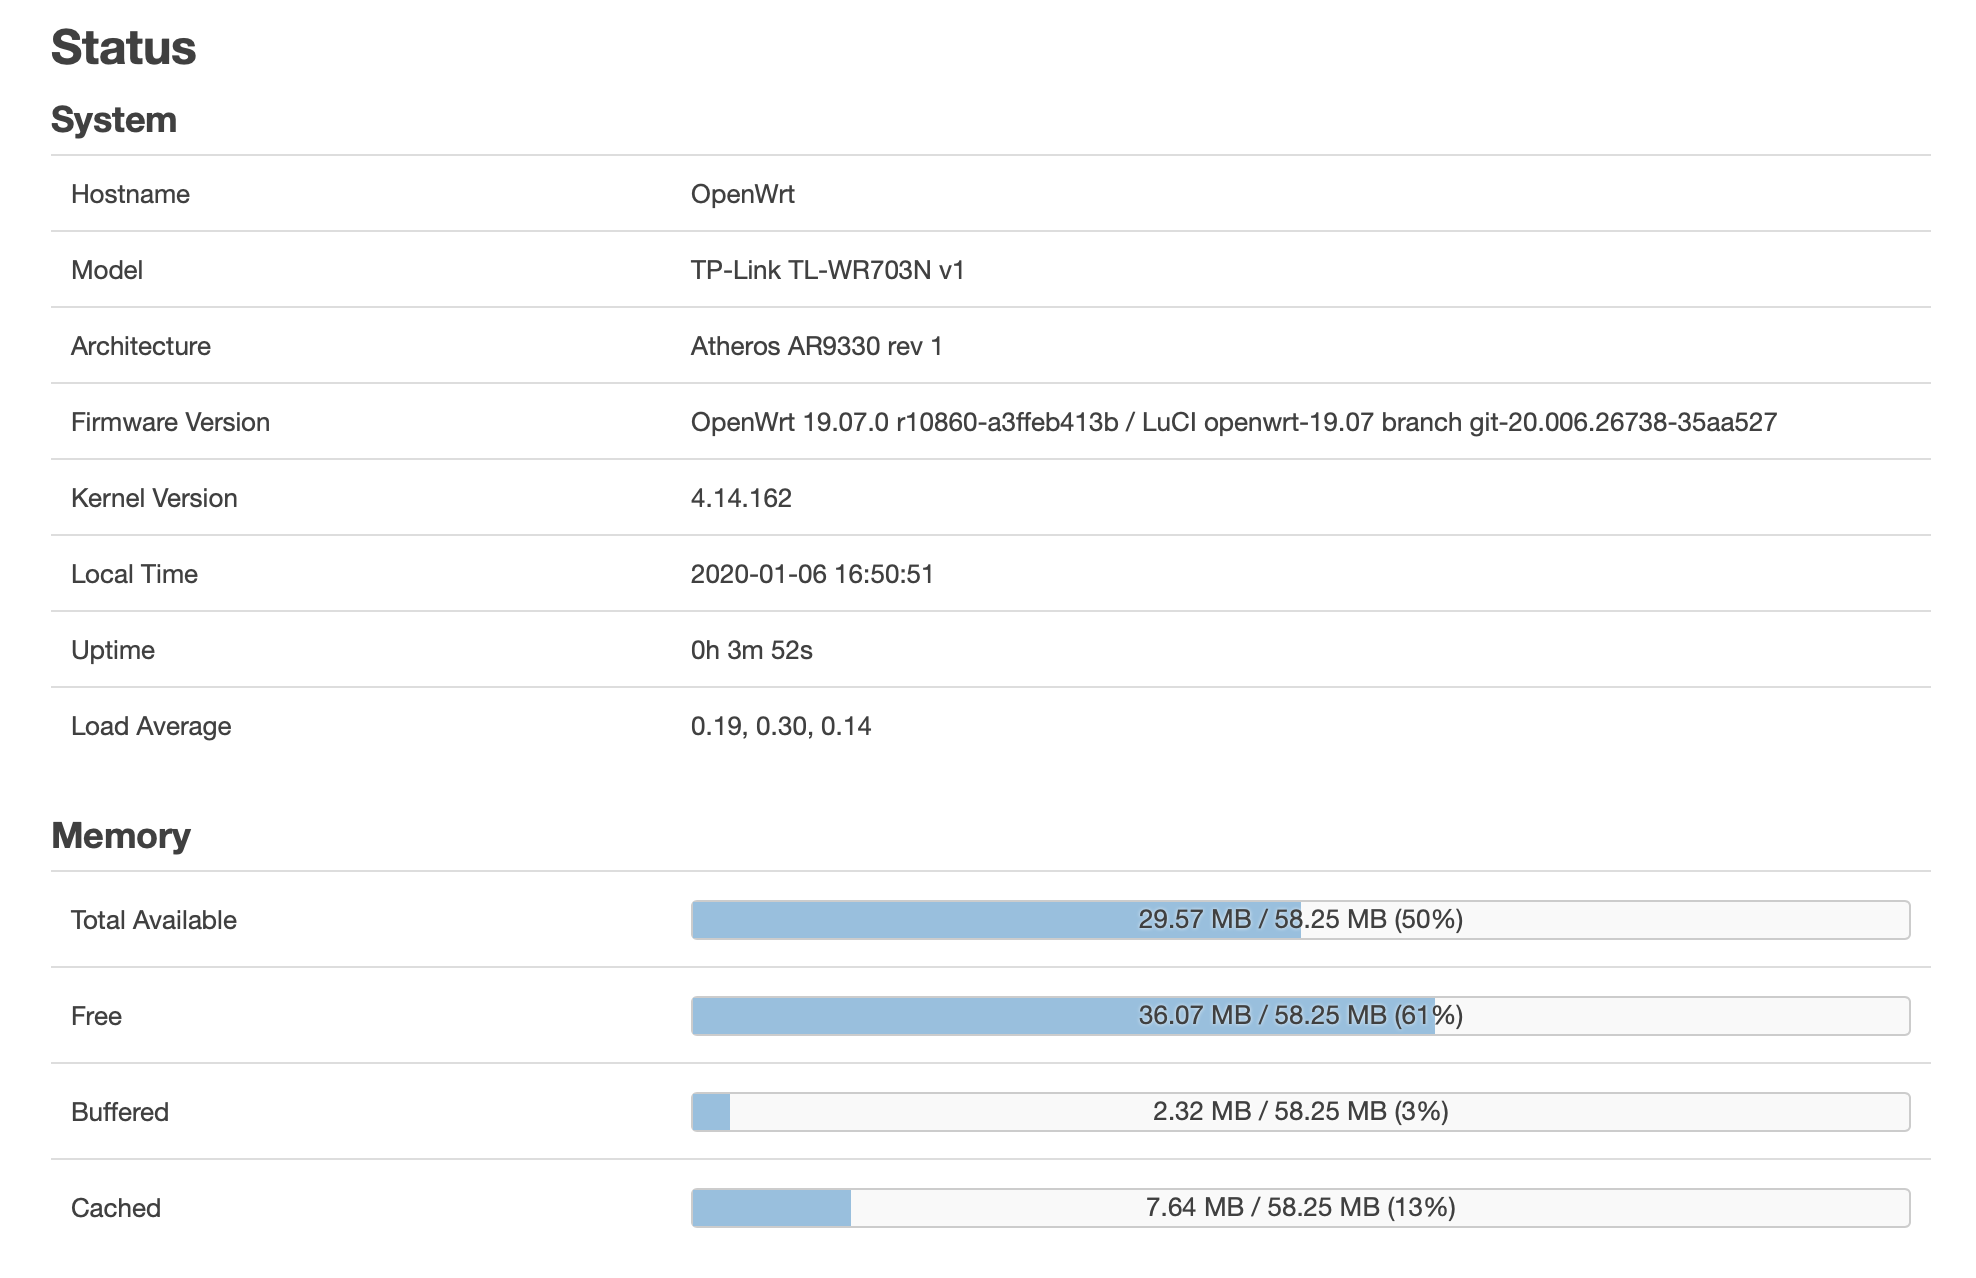 Status
System
Hostname OpenWrt
Model TP-Link TL-WR703N v1
Architecture Atheros AR9330 rev 1
Firmware Version OpenWrt 19.07.0 r10860-a3ffeb413b / LuCI openwrt-19.07 branch git-20.006.26738-35aa527
Kernel Version 4.14.162
Local Time 2020-01-06 16:50:51
Uptime 0h 3m 52s
Load Average 0.19, 0.30, 0.14
Memory
Total Available 29.57 MB / 58.25 MB (50%)
Free 36.07 MB / 58.25 MB (61%)
Buffered 2.32 MB / 58.25 MB (3%)
Cached 7.64 MB / 58.25 MB (13%)